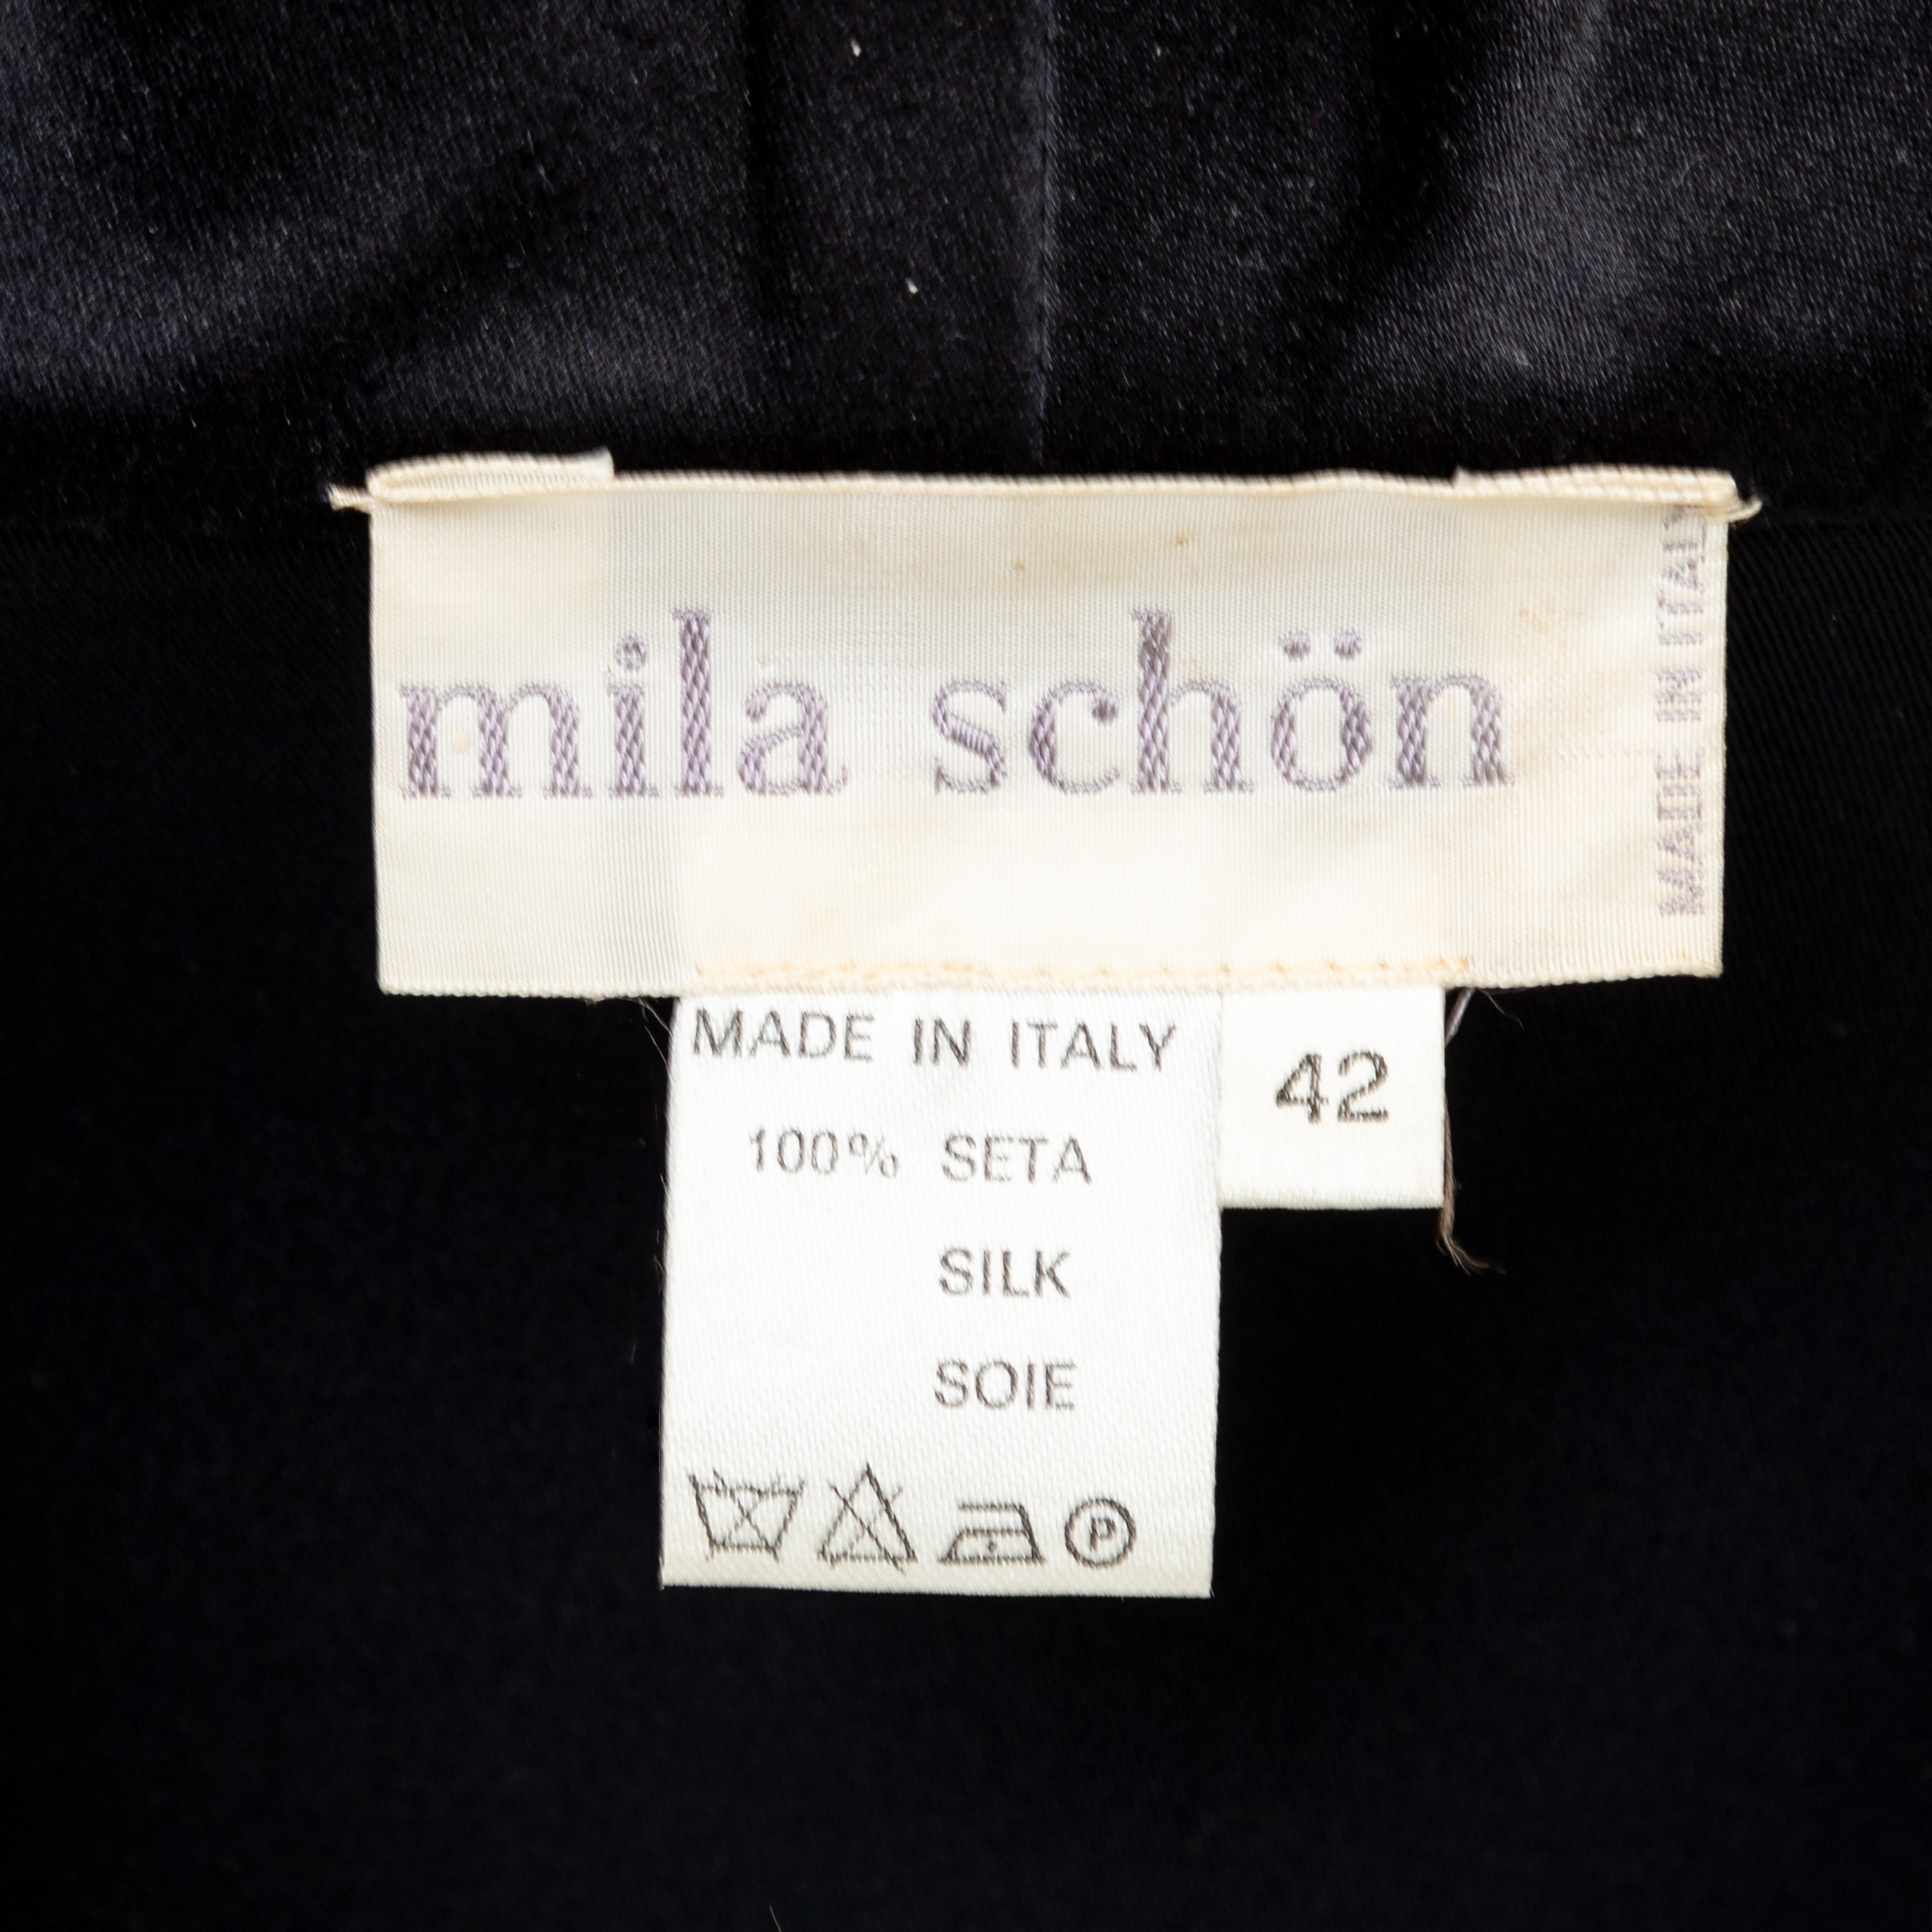 mila schön
MADE IN ITALY
MADE IN ITALY
42
100% SETA
SILK
SOIE
P